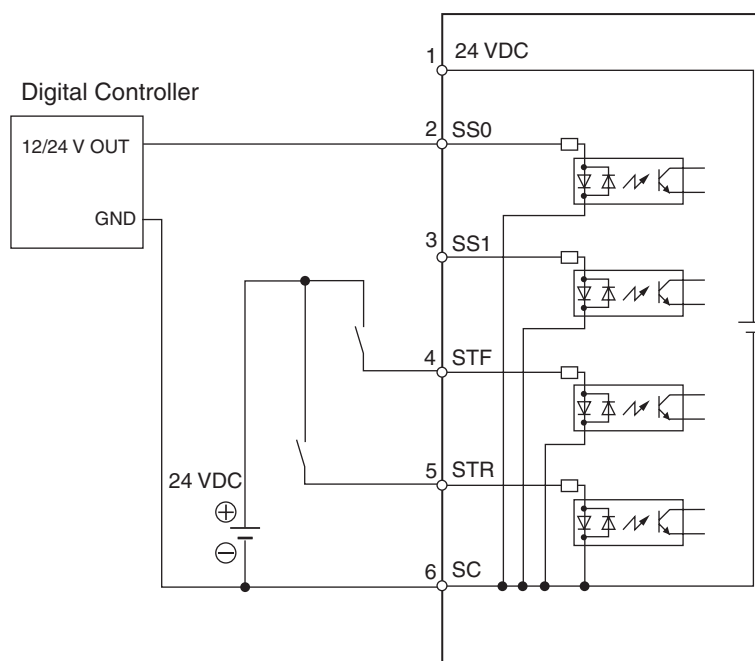 1
24 VDC
Digital Controller
12/24 V OUT
2
SS0
GND
3
SS1
4
STF
5
STR
24 VDC
+
−
6
SC